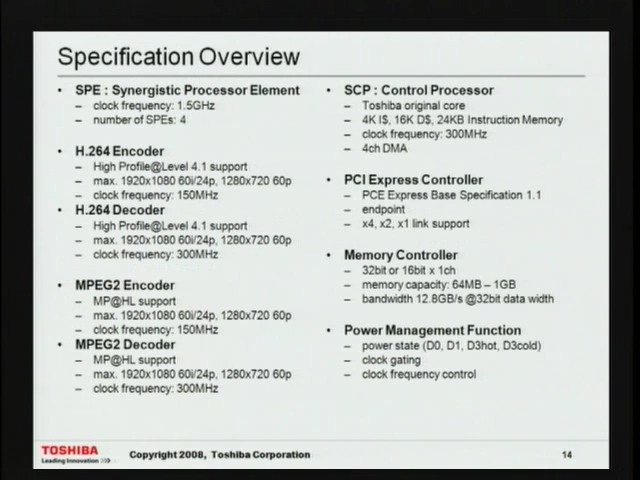 Specification Overview
• SPE : Synergistic Processor Element
– clock frequency: 1.5GHz
– number of SPEs: 4
• H.264 Encoder
– High Profile@Level 4.1 support
– max. 1920x1080 60i/24p, 1280x720 60p
– clock frequency: 150MHz
• H.264 Decoder
– High Profile@Level 4.1 support
– max. 1920x1080 60i/24p, 1280x720 60p
– clock frequency: 300MHz
• MPEG2 Encoder
– MP@HL support
– max. 1920x1080 60i/24p, 1280x720 60p
– clock frequency: 150MHz
• MPEG2 Decoder
– MP@HL support
– max. 1920x1080 60i/24p, 1280x720 60p
– clock frequency: 300MHz
• SCP : Control Processor
– Toshiba original core
– 4K I$, 16K D$, 24KB Instruction Memory
– clock frequency: 300MHz
– 4ch DMA
• PCI Express Controller
– PCE Express Base Specification 1.1
– endpoint
– x4, x2, x1 link support
• Memory Controller
– 32bit or 16bit x 1ch
– memory capacity: 64MB – 1GB
– bandwidth 12.8GB/s @32bit data width
• Power Management Function
– power state (D0, D1, D3hot, D3cold)
– clock gating
– clock frequency control
TOSHIBA
Leading Innovation >>>
Copyright 2008, Toshiba Corporation
14